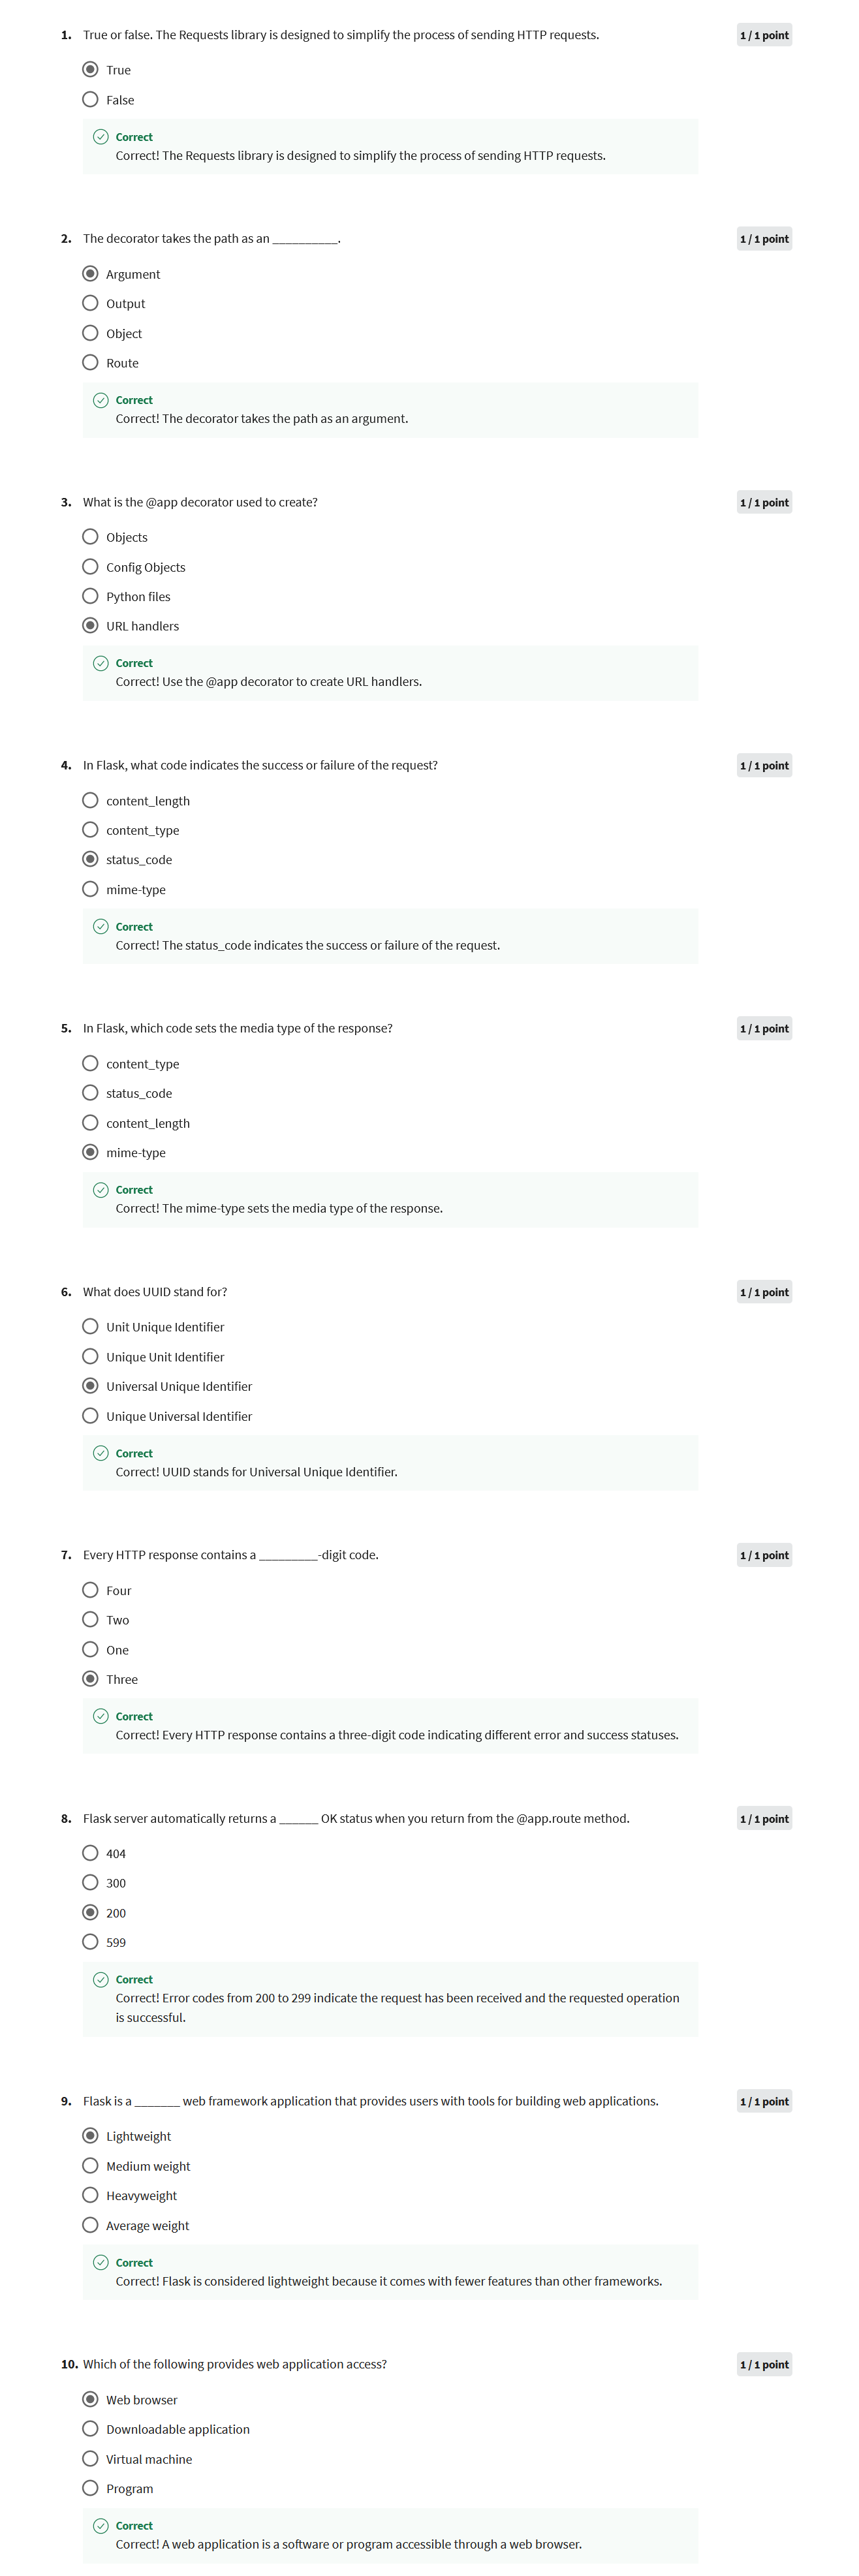 1. True or false. The Requests library is designed to simplify the process of sending HTTP requests. 1 / 1 point
True
False
Correct
Correct! The Requests library is designed to simplify the process of sending HTTP requests.
2. The decorator takes the path as an __________. 1 / 1 point
Argument
Output
Object
Route
Correct
Correct! The decorator takes the path as an argument.
3. What is the @app decorator used to create? 1 / 1 point
Objects
Config Objects
Python files
URL handlers
Correct
Correct! Use the @app decorator to create URL handlers.
4. In Flask, what code indicates the success or failure of the request? 1 / 1 point
content_length
content_type
status_code
mime-type
Correct
Correct! The status_code indicates the success or failure of the request.
5. In Flask, which code sets the media type of the response? 1 / 1 point
content_type
status_code
content_length
mime-type
Correct
Correct! The mime-type sets the media type of the response.
6. What does UUID stand for? 1 / 1 point
Unit Unique Identifier
Unique Unit Identifier
Universal Unique Identifier
Unique Universal Identifier
Correct
Correct! UUID stands for Universal Unique Identifier.
7. Every HTTP response contains a _________-digit code. 1 / 1 point
Four
Two
One
Three
Correct
Correct! Every HTTP response contains a three-digit code indicating different error and success statuses.
8. Flask server automatically returns a ______ OK status when you return from the @app.route method. 1 / 1 point
404
300
200
599
Correct
Correct! Error codes from 200 to 299 indicate the request has been received and the requested operation
is successful.
9. Flask is a _______ web framework application that provides users with tools for building web applications. 1 / 1 point
Lightweight
Medium weight
Heavyweight
Average weight
Correct
Correct! Flask is considered lightweight because it comes with fewer features than other frameworks.
10. Which of the following provides web application access? 1 / 1 point
Web browser
Downloadable application
Virtual machine
Program
Correct
Correct! A web application is a software or program accessible through a web browser.